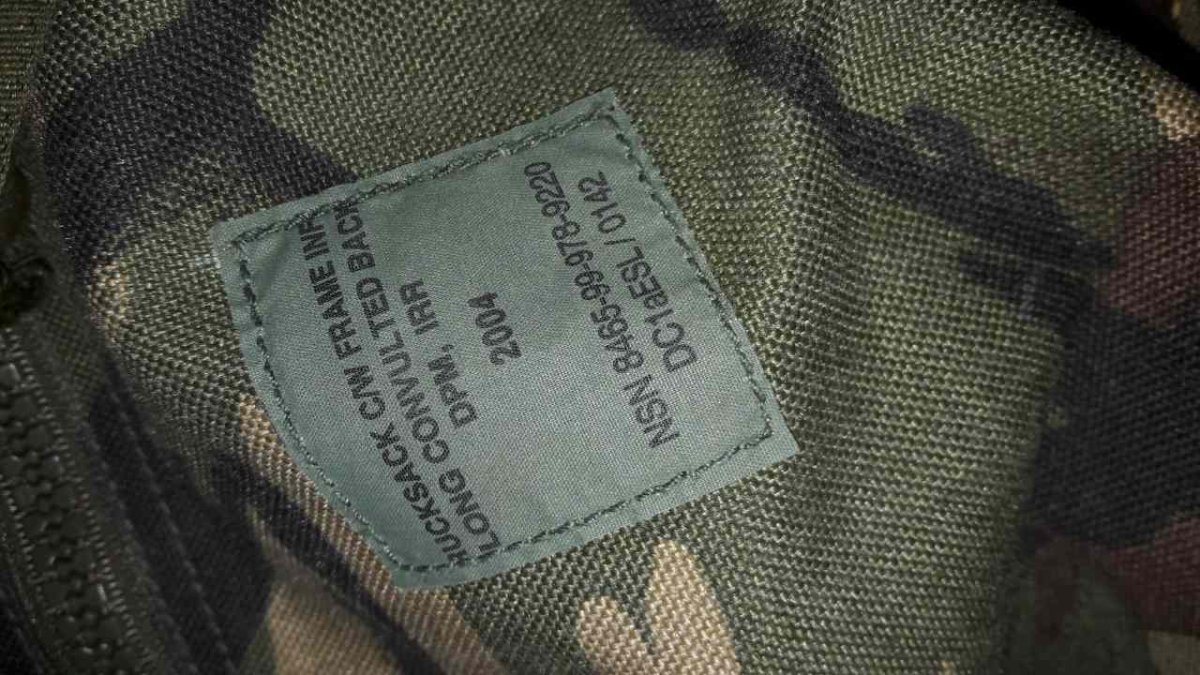 RUCKSACK C/W FRAME INF
LONG CONVULTED BACK
DPM, IRR
2004
NSN 8465-99-978-9220
DC1aESL / 0142